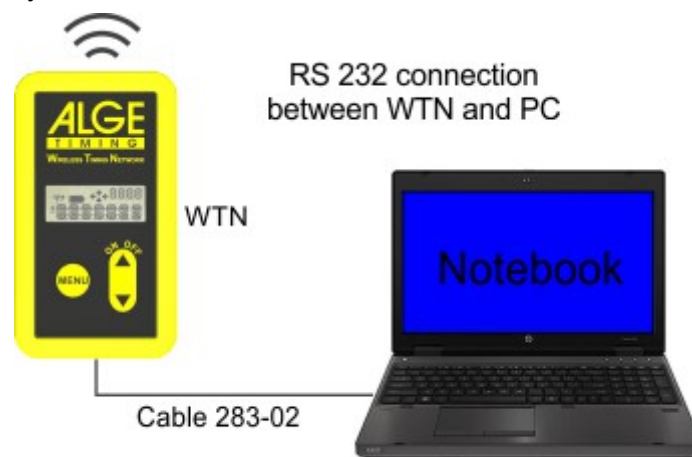 RS 232 connection
between WTN and PC
ALGE
TIMING
WIRELESS TIMING NETWORK
WTN
ON OFF
MENU
Notebook
Cable 283-02